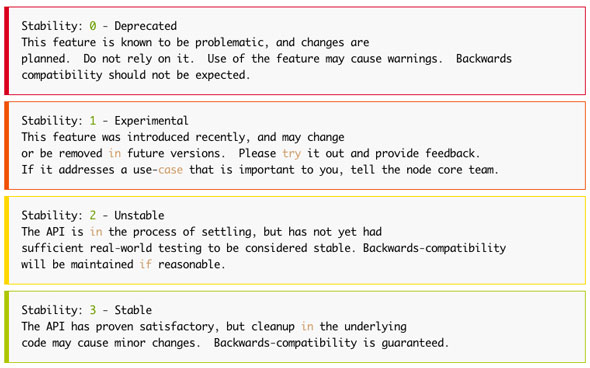 Stability: 0 - Deprecated
This feature is known to be problematic, and changes are
planned.  Do not rely on it.  Use of the feature may cause warnings.  Backwards
compatibility should not be expected.
Stability: 1 - Experimental
This feature was introduced recently, and may change
or be removed in future versions.  Please try it out and provide feedback.
If it addresses a use-case that is important to you, tell the node core team.
Stability: 2 - Unstable
The API is in the process of settling, but has not yet had
sufficient real-world testing to be considered stable. Backwards-compatibility
will be maintained if reasonable.
Stability: 3 - Stable
The API has proven satisfactory, but cleanup in the underlying
code may cause minor changes.  Backwards-compatibility is guaranteed.